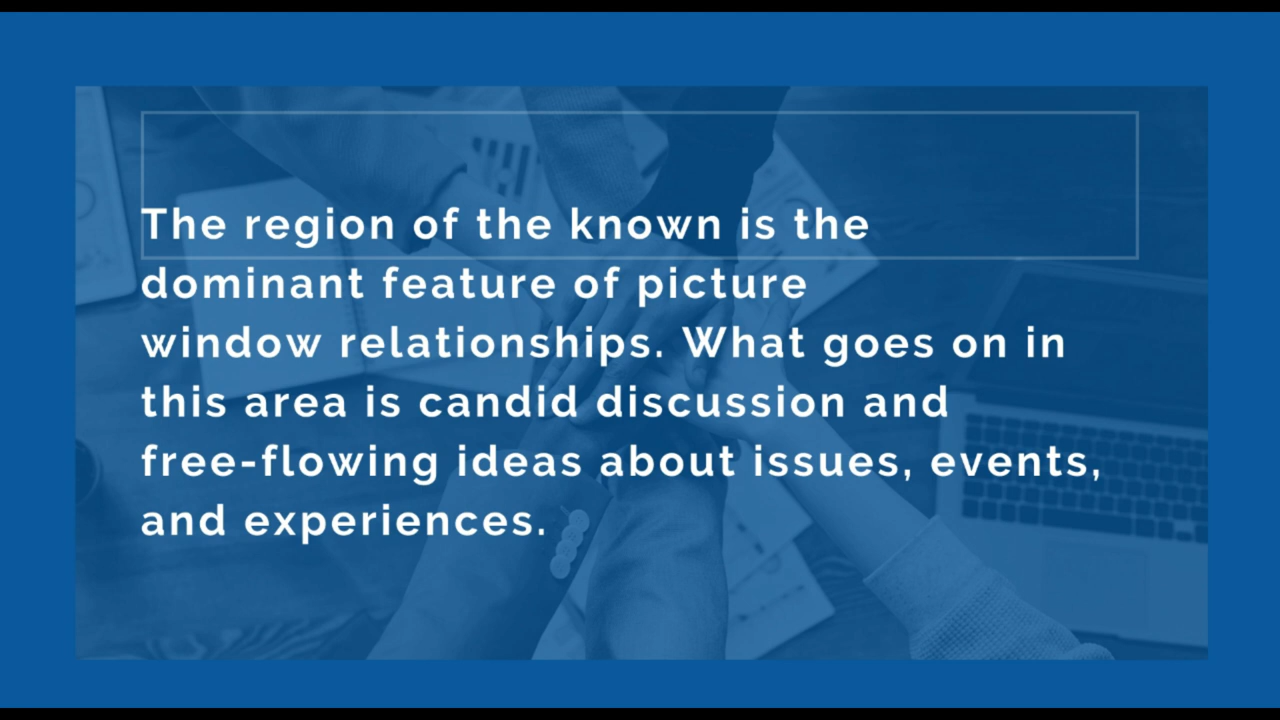 The region of the known is the
dominant feature of picture
window relationships. What goes on in
this area is candid discussion and
free-flowing ideas about issues, events,
and experiences.